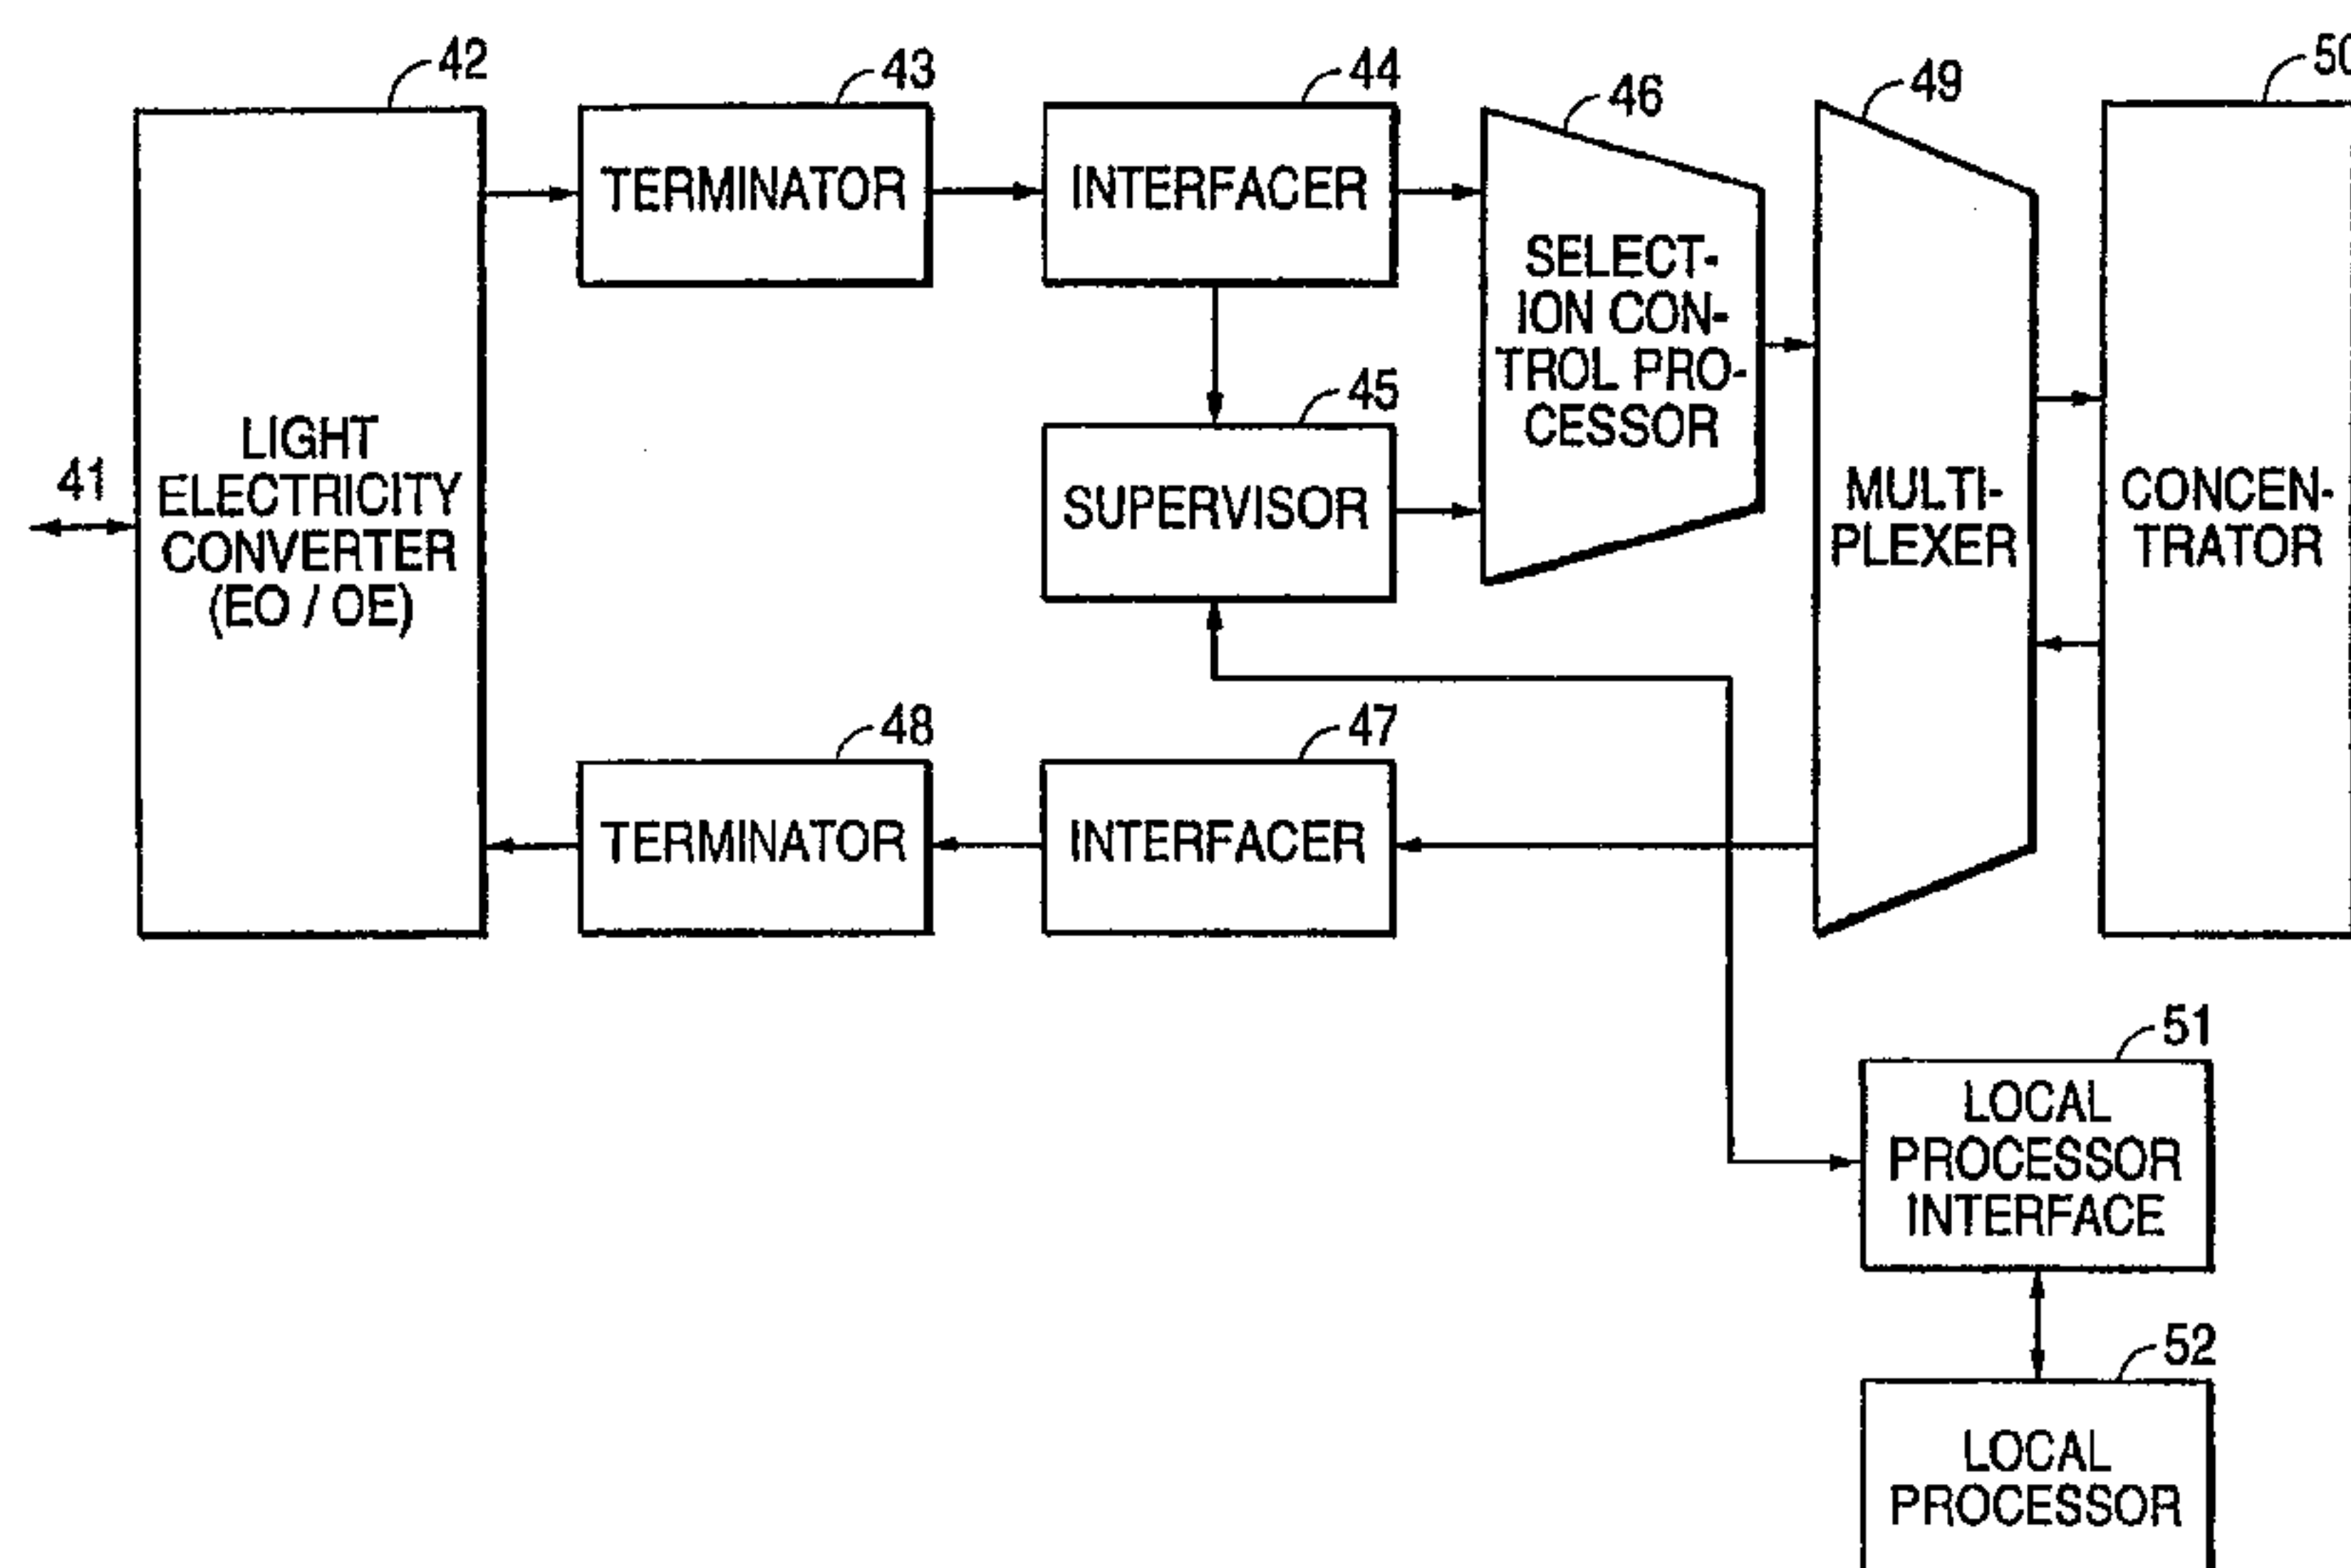 42
43
44
46
49
50
TERMINATOR
INTERFACER
SELECT-
ION CON-
TROL PRO-
CESSOR
45
41
LIGHT
ELECTRICITY
CONVERTER
(EO / OE)
SUPERVISOR
MULTI-
PLEXER
CONCEN-
TRATOR
48
47
TERMINATOR
INTERFACER
51
LOCAL
PROCESSOR
INTERFACE
52
LOCAL
PROCESSOR